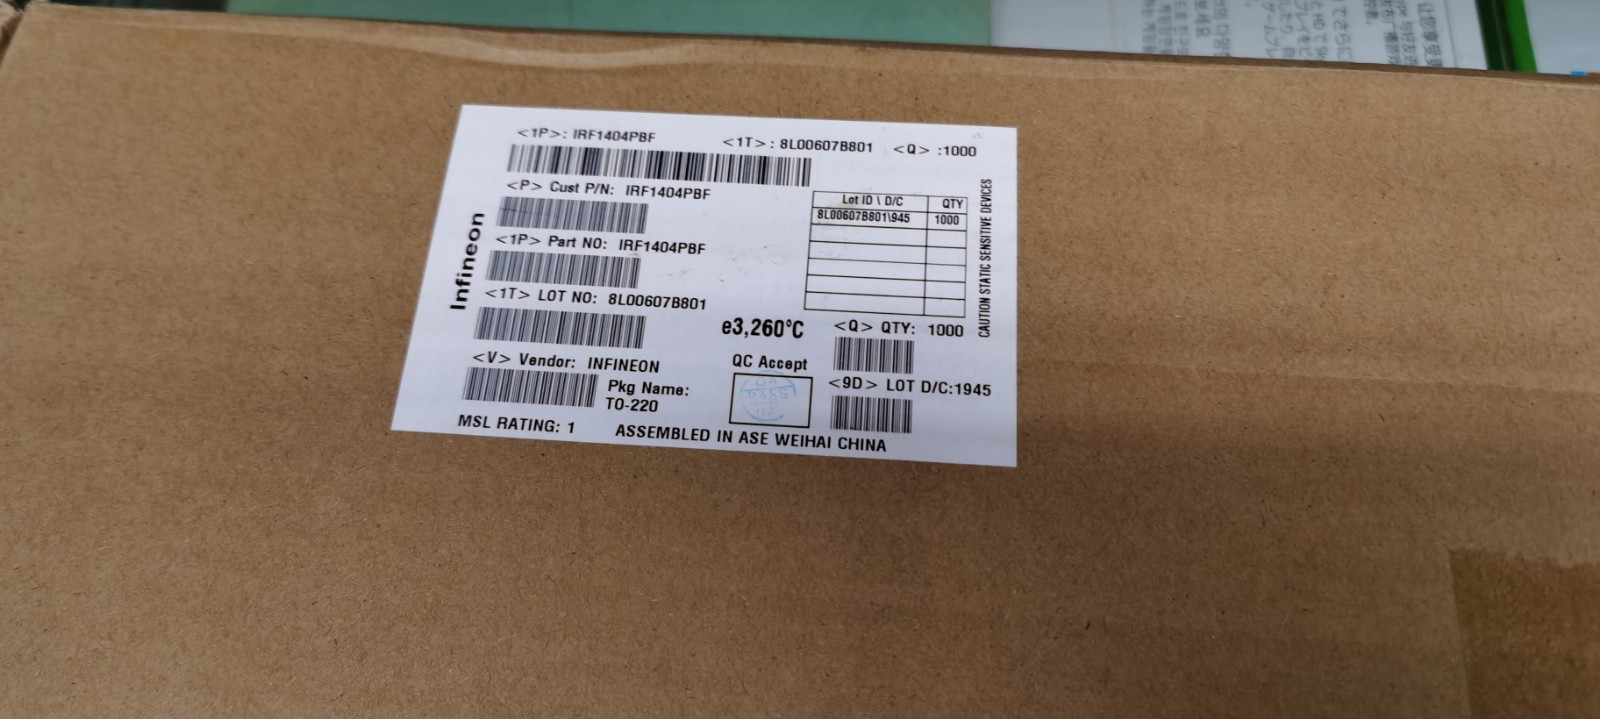 <1P>: IRF1404PBF <1T>: 8L00607B801 <Q> :1000
<P> Cust P/N: IRF1404PBF
<1P> Part NO: IRF1404PBF
<1T> LOT NO: 8L00607B801
<V> Vendor: INFINEON
Pkg Name:
TO-220
MSL RATING: 1 ASSEMBLED IN ASE WEIHAI CHINA
Infineon
Lot ID \ D/C QTY
8L00607B801\945 1000
e3,260°C
<Q> QTY: 1000
QC Accept
<9D> LOT D/C:1945
CAUTION STATIC SENSITIVE DEVICES